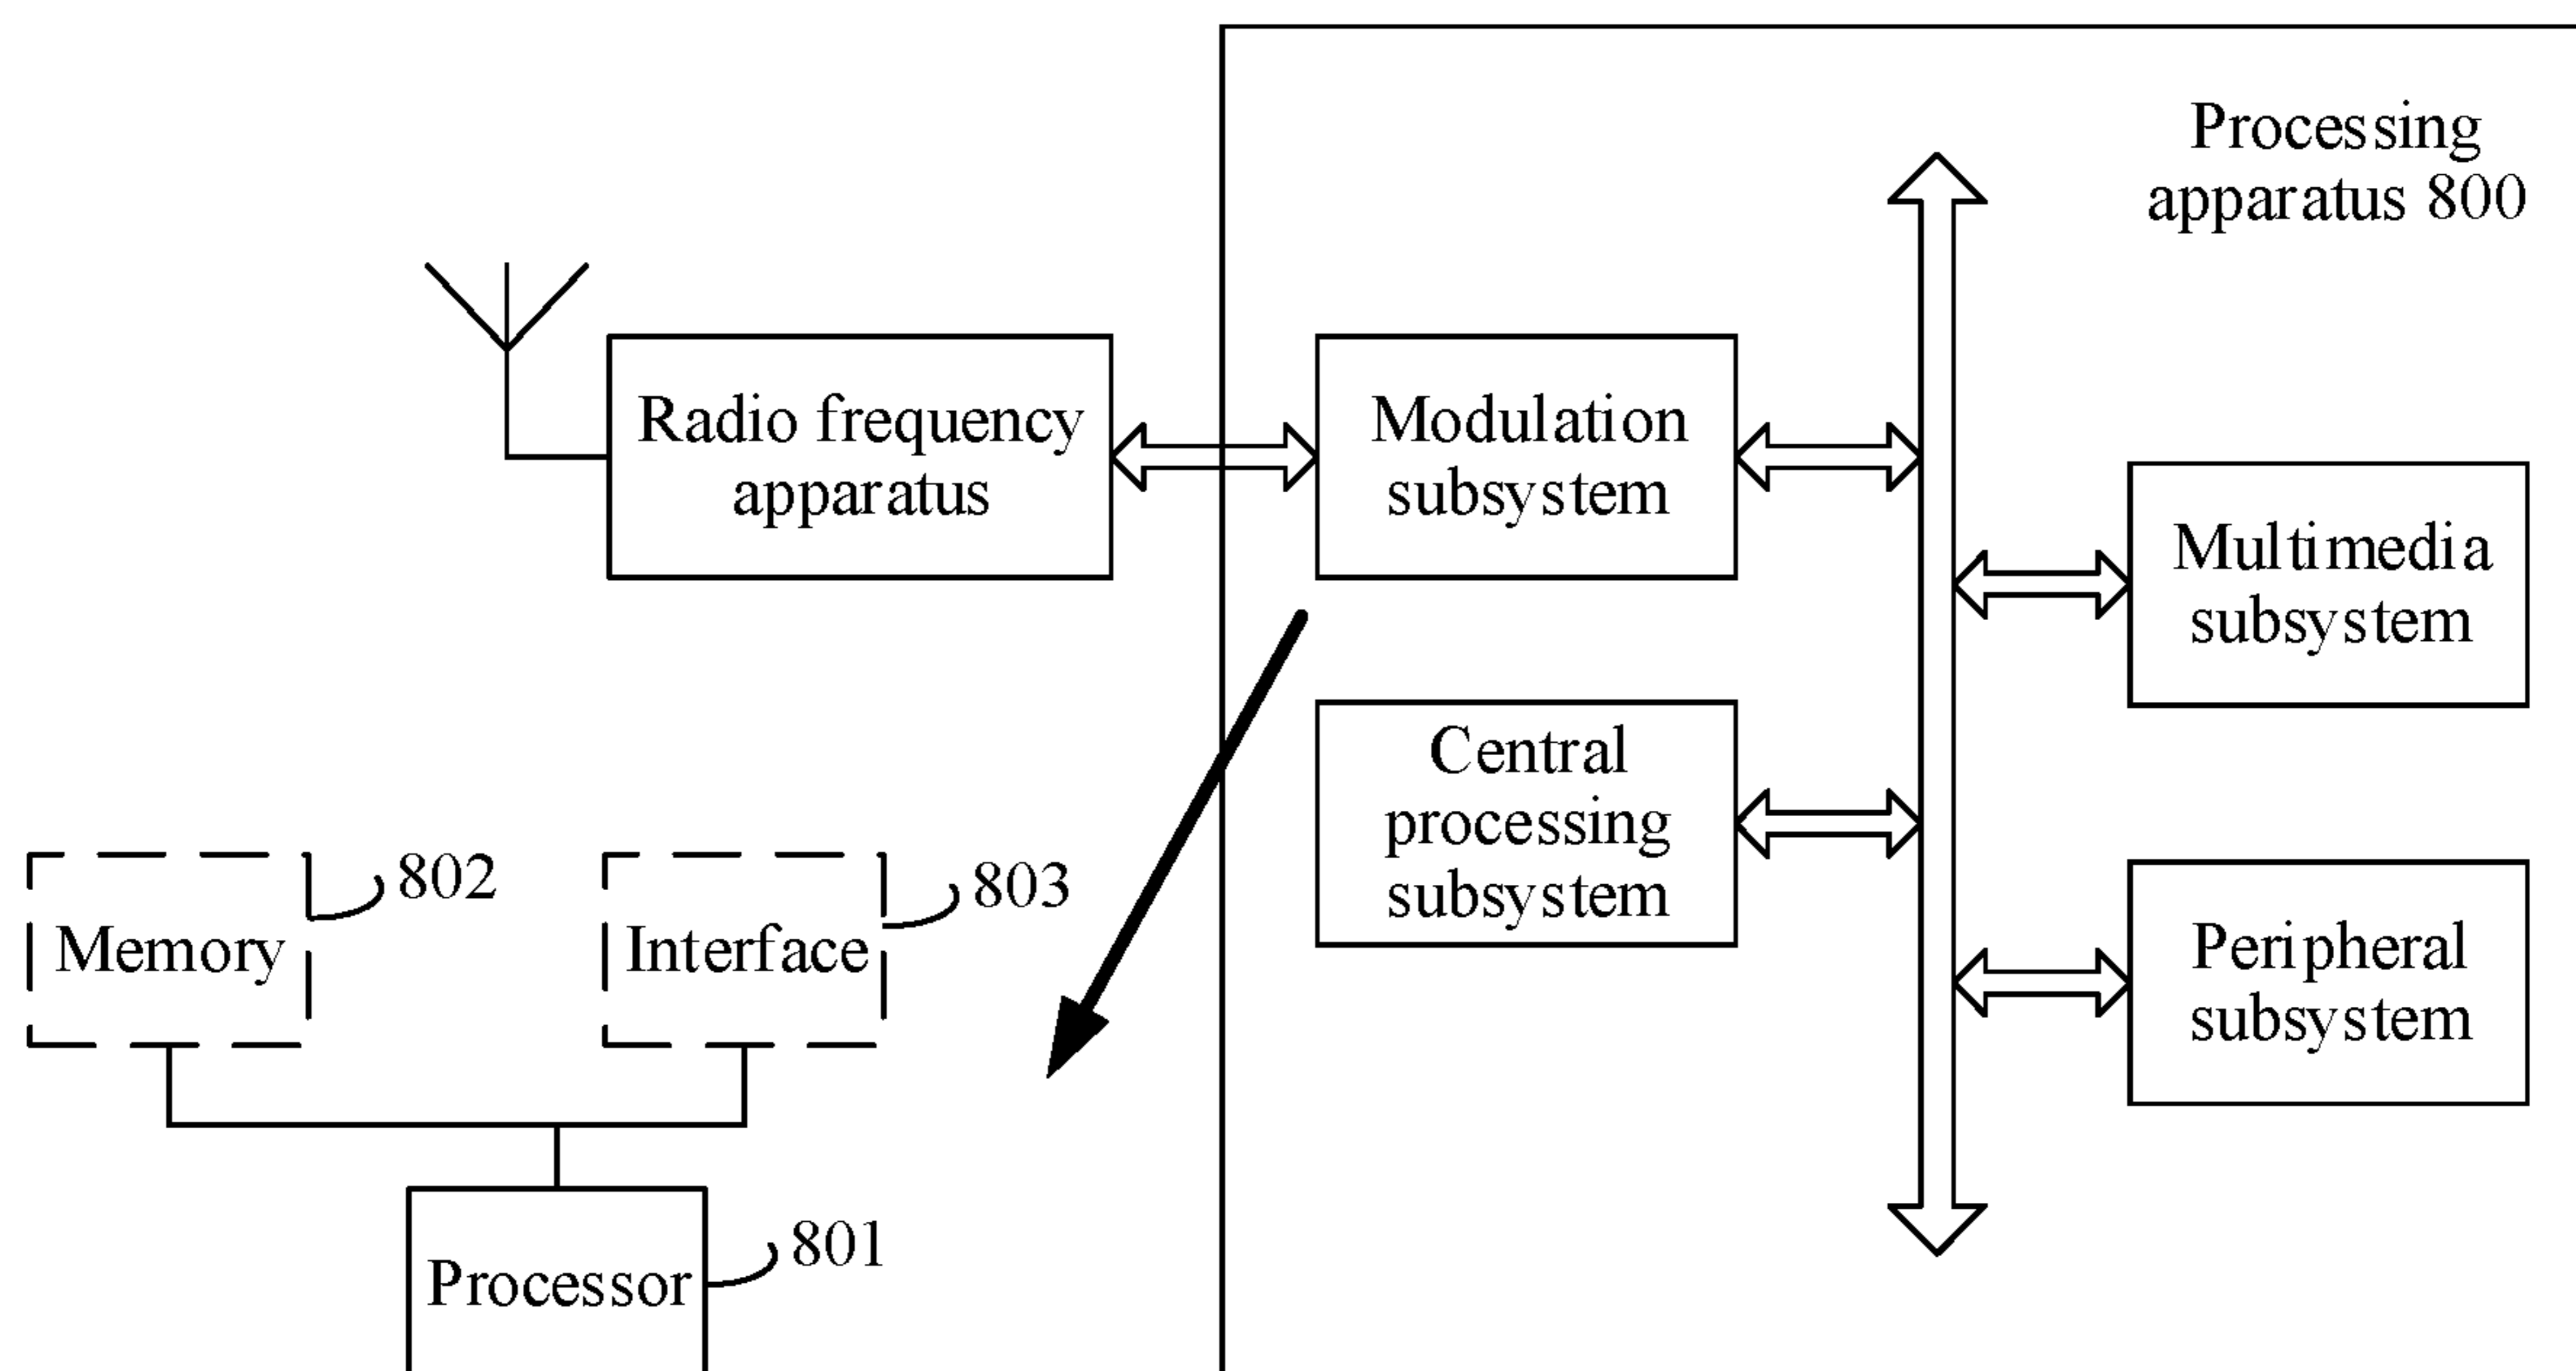 Processing
apparatus 800
Radio frequency
apparatus
Modulation
subsystem
Multimedia
subsystem
Central
processing
subsystem
802
803
Memory
Interface
Peripheral
subsystem
801
Processor